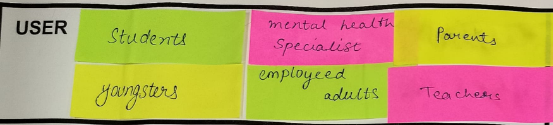 USER
Students
mental health
Specialist
Parents
youngsters
employeed
adults
Teachers